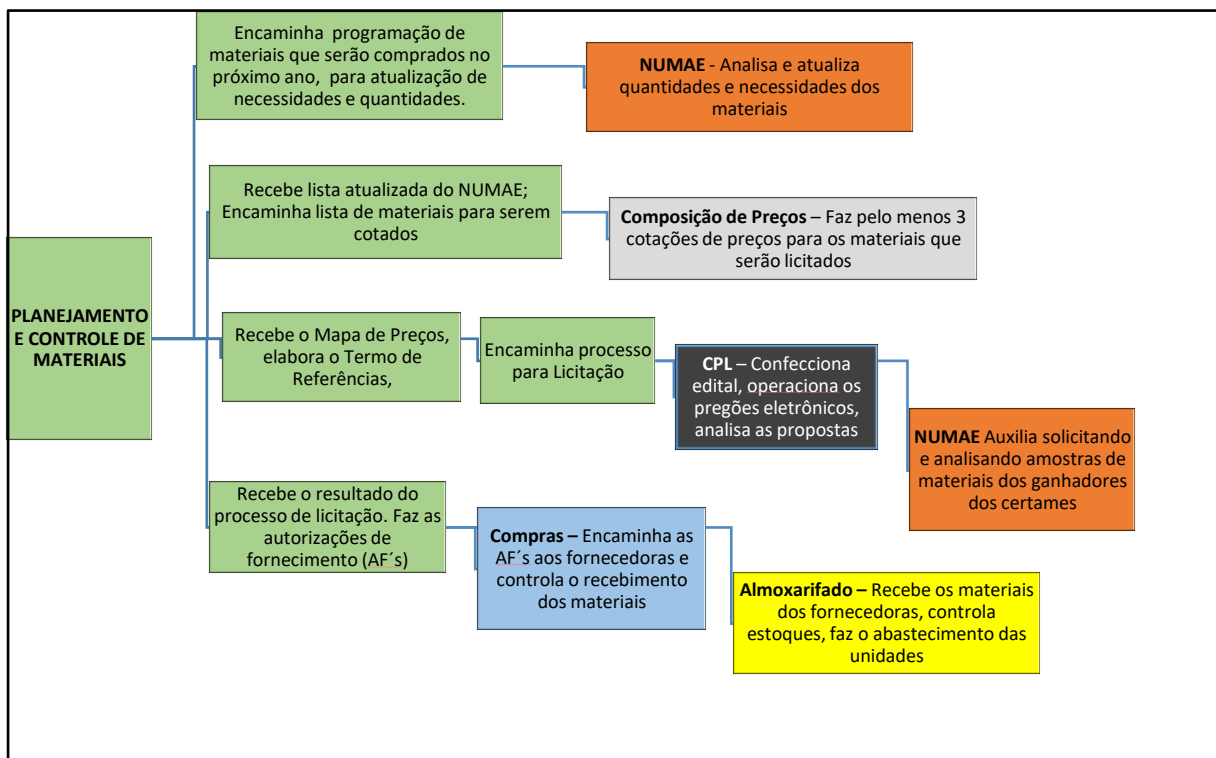 Encaminha programação de
materiais que serão comprados no
próximo ano, para atualização de
necessidades e quantidades.
NUMAE - Analisa e atualiza
quantidades e necessidades dos
materiais
Recebe lista atualizada do NUMAE;
Encaminha lista de materiais para serem
cotados
Composição de Preços – Faz pelo menos 3
cotações de preços para os materiais que
serão licitados
PLANEJAMENTO
E CONTROLE DE
MATERIAIS
Recebe o Mapa de Preços,
elabora o Termo de
Referências,
Encaminha processo
para Licitação
CPL – Confecciona
edital, operaciona os
pregões eletrônicos,
analisa as propostas
NUMAE Auxilia solicitando
e analisando amostras de
materiais dos ganhadores
dos certames
Recebe o resultado do
processo de licitação. Faz as
autorizações de
fornecimento (AF´s)
Compras – Encaminha as
AF´s aos fornecedoras e
controla o recebimento
dos materiais
Almoxarifado – Recebe os materiais
dos fornecedoras, controla
estoques, faz o abastecimento das
unidades